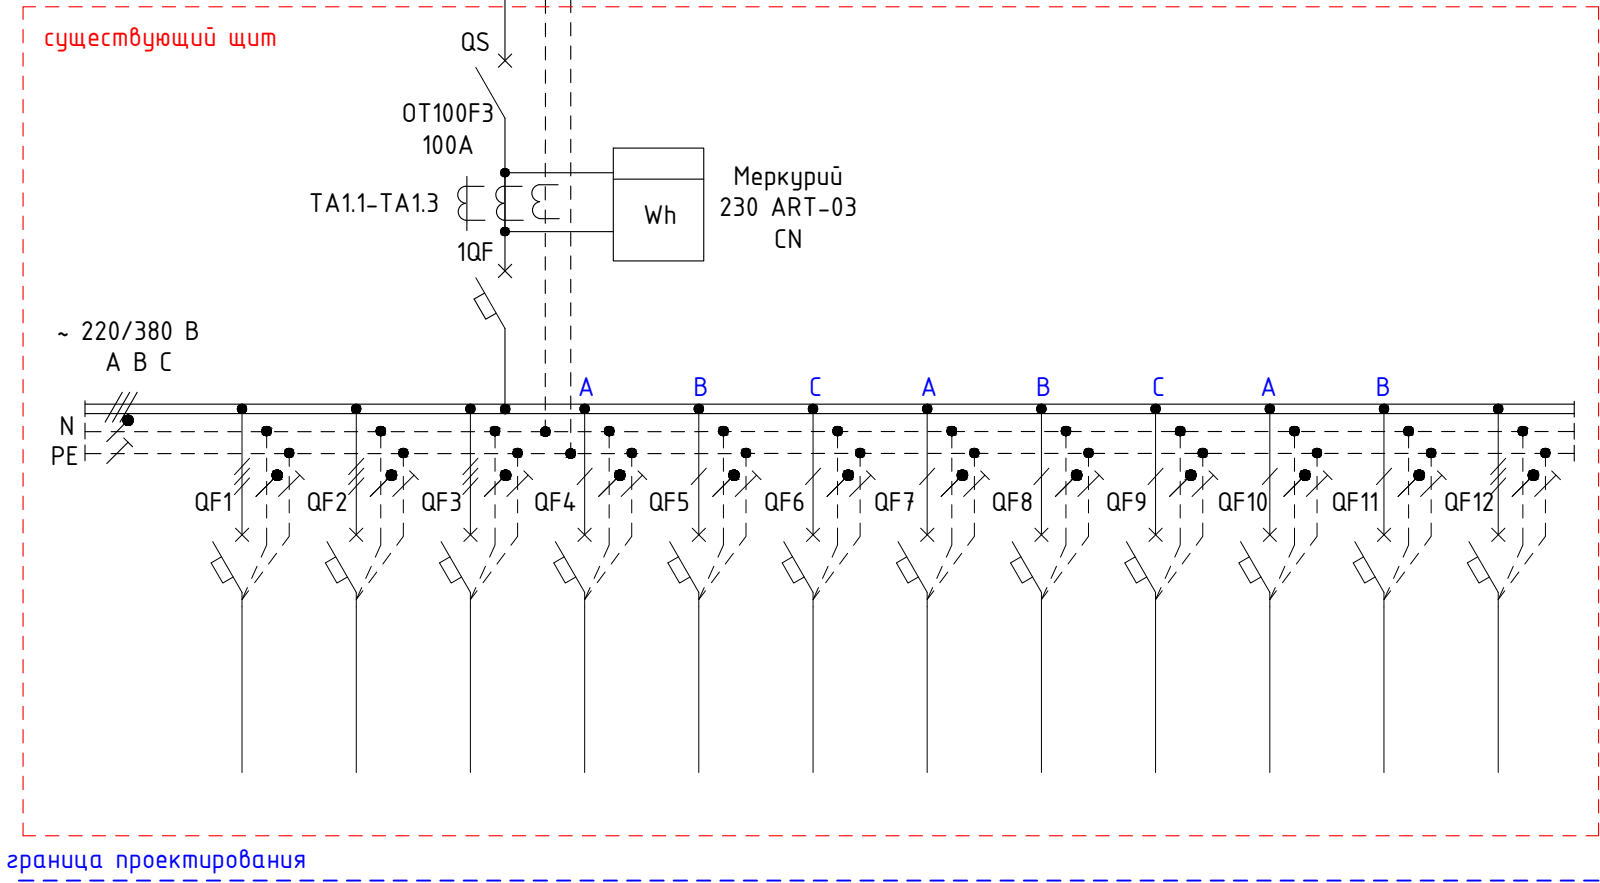 существующий щит
QS
OT100F3
100A
TA1.1-TA1.3
Wh
Меркурий
230 ART-03
CN
1QF
~ 220/380 В
A B C
A B C A B C A B
N
PE
QF1 QF2 QF3 QF4 QF5 QF6 QF7 QF8 QF9 QF10 QF11 QF12
граница проектирования